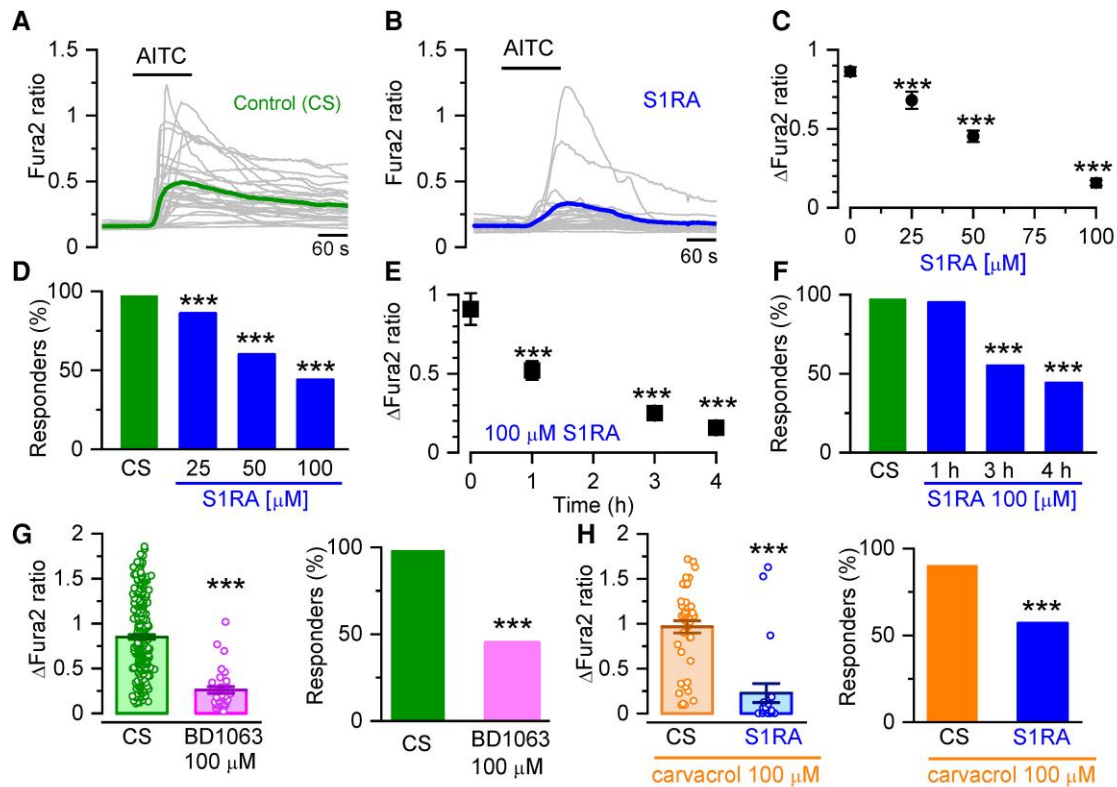 A
AITC
Fura2 ratio
1.5
1
0.5
0
Control (CS)
60 s
B
AITC
Fura2 ratio
1.5
1
0.5
0
S1RA
60 s
C
ΔFura2 ratio
1
0.5
0
***
***
***
0 25 50 75 100
S1RA [μM]
D
Responders (%)
100
50
0
***
***
***
CS 25 50 100
S1RA [μM]
E
ΔFura2 ratio
1
0.5
0
***
***
***
100 μM S1RA
0 1 2 3 4
Time (h)
F
Responders (%)
100
50
0
***
***
CS 1 h 3 h 4 h
S1RA 100 [μM]
G
ΔFura2 ratio
2
1.5
1
0.5
0
***
CS BD1063
100 μM
Responders (%)
100
50
0
***
CS BD1063
100 μM
H
ΔFura2 ratio
2
1.5
1
0.5
0
***
CS S1RA
carvacrol 100 μM
Responders (%)
100
50
0
***
CS S1RA
carvacrol 100 μM